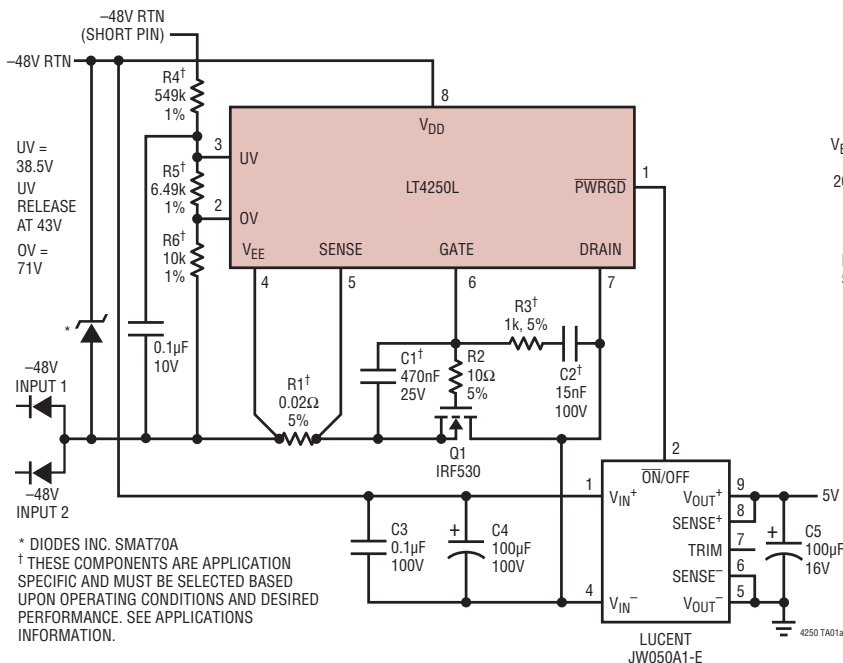 –48V RTN
(SHORT PIN)
–48V RTN
R4†
549k
1%
8
VDD
UV =
38.5V
UV
RELEASE
AT 43V
OV =
71V
3
UV
R5†
6.49k
1%
2
OV
R6†
10k
1%
LT4250L
PWRGD
1
VEE
SENSE
GATE
DRAIN
4
5
6
7
*
0.1µF
10V
–48V
INPUT 1
–48V
INPUT 2
R1†
0.02Ω
5%
C1†
470nF
25V
R2
10Ω
5%
R3†
1k, 5%
C2†
15nF
100V
Q1
IRF530
2
ON/OFF
1
VIN+
VOUT+
9
5V
SENSE+
8
TRIM
7
SENSE–
6
4
VIN–
VOUT–
5
C3
0.1µF
100V
+
C4
100µF
100V
+
C5
100µF
16V
LUCENT
JW050A1-E
4250 TA01a
* DIODES INC. SMAT70A
† THESE COMPONENTS ARE APPLICATION
SPECIFIC AND MUST BE SELECTED BASED
UPON OPERATING CONDITIONS AND DESIRED
PERFORMANCE. SEE APPLICATIONS
INFORMATION.